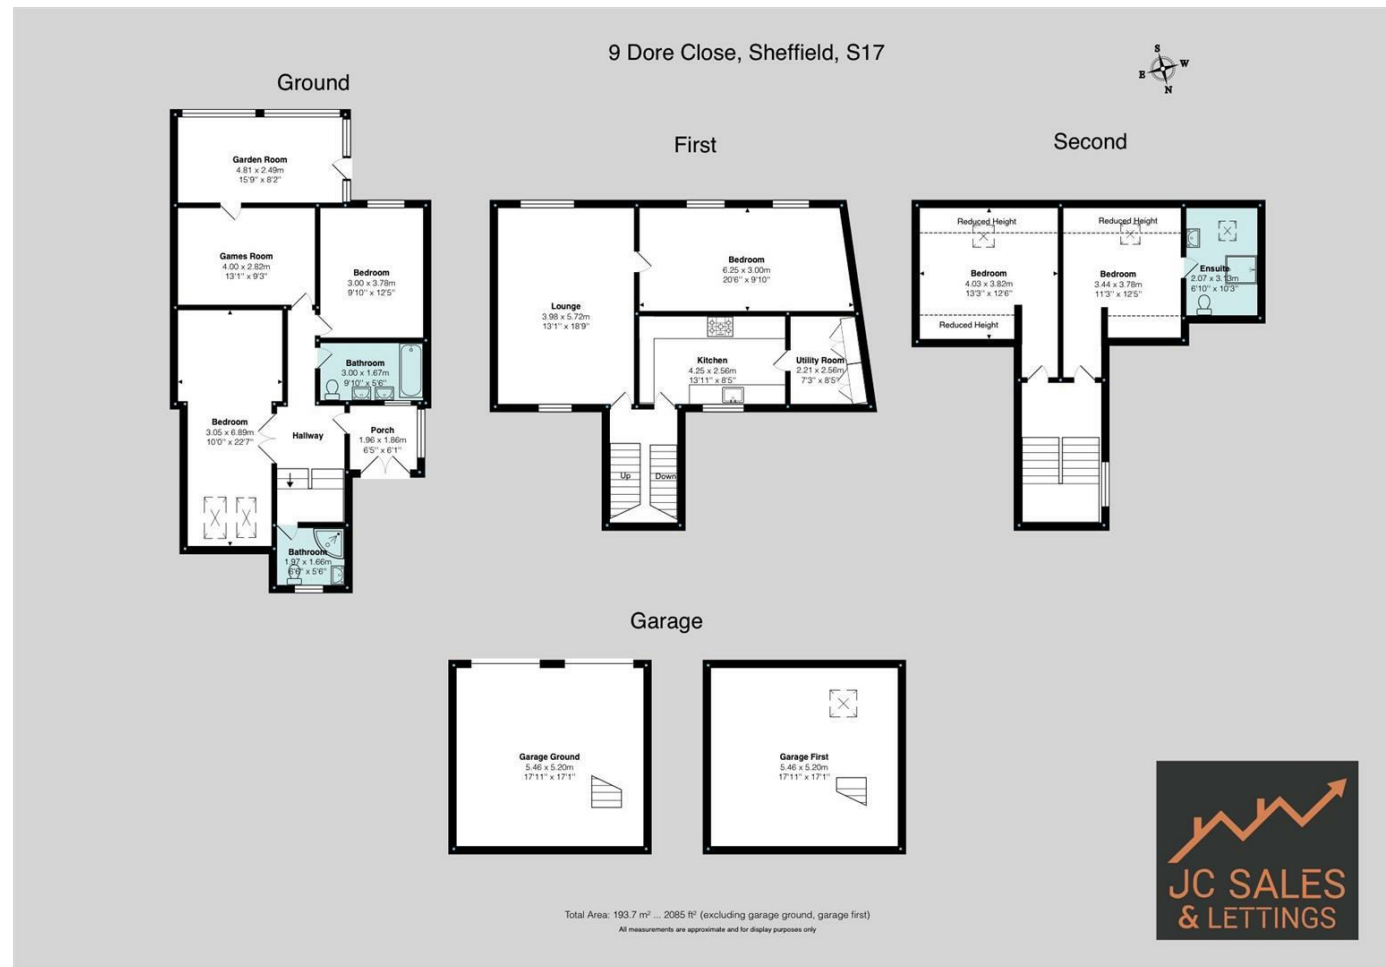 9 Dore Close, Sheffield, S17
S
E
W
N
Ground
Garden Room
4.81 x 2.49m
15'9" x 8'2"
Games Room
4.00 x 2.82m
13'1" x 9'3"
Bedroom
3.00 x 3.78m
9'10" x 12'5"
Bathroom
3.00 x 1.67m
9'10" x 5'6"
Bedroom
3.05 x 6.89m
10'0" x 22'7"
Hallway
Porch
1.96 x 1.86m
6'5" x 6'1"
Bathroom
1.97 x 1.66m
6'6" x 5'6"
First
Lounge
3.98 x 5.72m
13'1" x 18'9"
Bedroom
6.25 x 3.00m
20'6" x 9'10"
Kitchen
4.25 x 2.56m
13'11" x 8'5"
Utility Room
2.21 x 2.56m
7'3" x 8'5"
Up
Down
Second
Reduced Height
Reduced Height
Bedroom
4.03 x 3.82m
13'3" x 12'6"
Bedroom
3.44 x 3.78m
11'3" x 12'5"
Ensuite
2.07 x 3.13m
6'10" x 10'3"
Reduced Height
Garage
Garage Ground
5.46 x 5.20m
17'11" x 17'1"
Garage First
5.46 x 5.20m
17'11" x 17'1"
Total Area: 193.7 m² ... 2085 ft² (excluding garage ground, garage first)
All measurements are approximate and for display purposes only
JC SALES
& LETTINGS